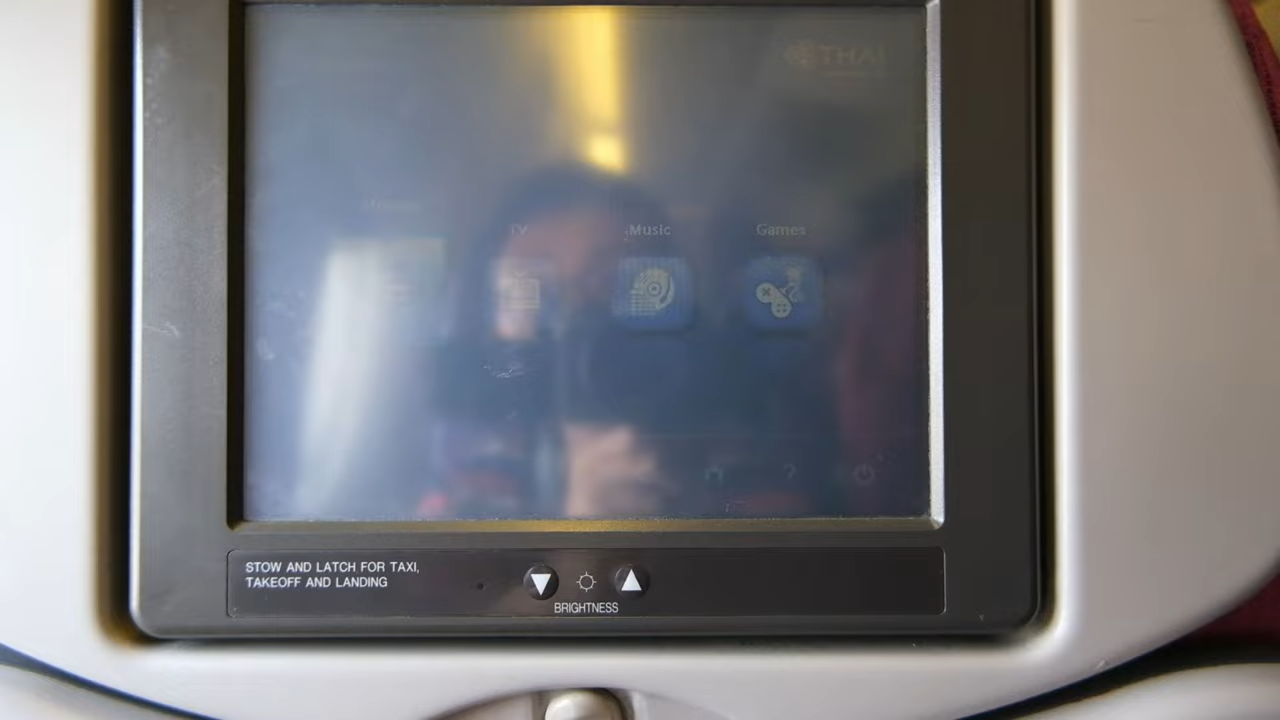 THAI
TV
Music
Games
?
STOW AND LATCH FOR TAXI,
TAKEOFF AND LANDING
BRIGHTNESS